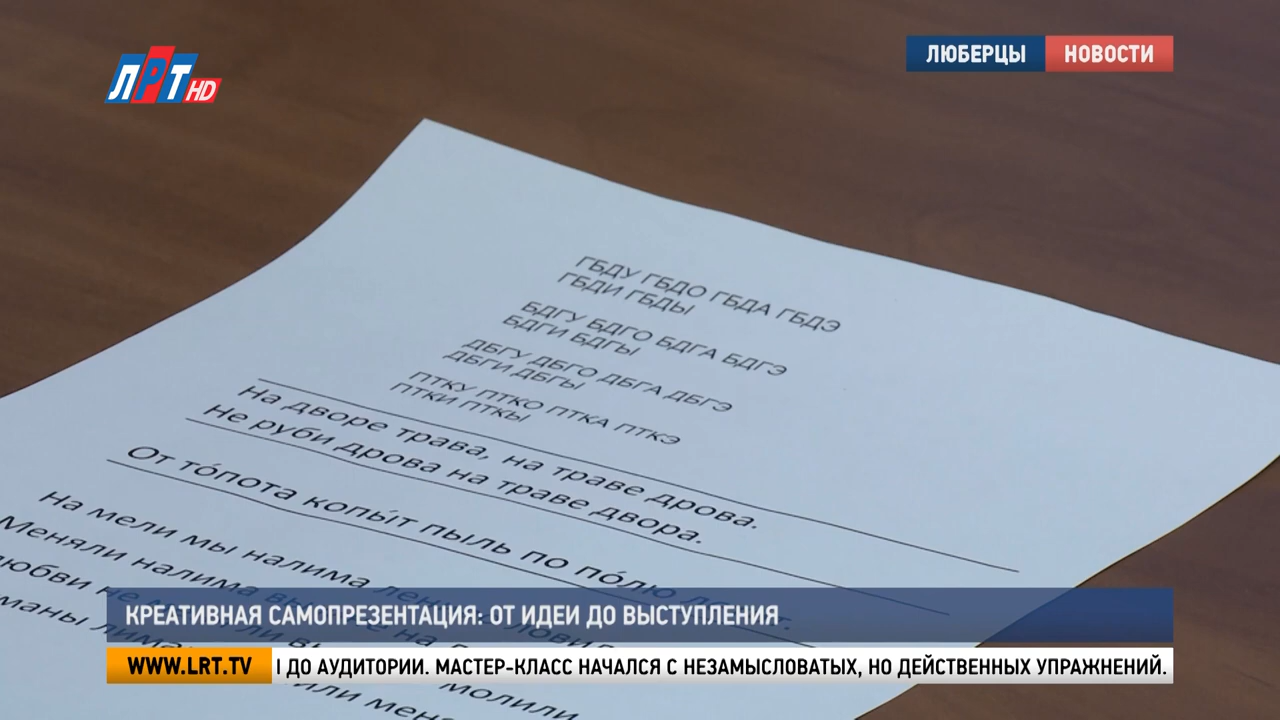 ЛРТ HD
ЛЮБЕРЦЫ НОВОСТИ
ГБДУ ГБДО ГБДА ГБДЭ
ГБДИ ГБДЫ
БДГУ БДГО БДГА БДГЭ
БДГИ БДГЫ
ДБГУ ДБГО ДБГА ДБГЭ
ДБГИ ДБГЫ
ПТКУ ПТКО ПТКА ПТКЭ
ПТКИ ПТКЫ
На дворе трава, на траве дрова.
Не руби дрова на траве двора.
От то́пота копы́т пыль по по́лю
На мели мы налима
Меняли налима
любви не
молили
КРЕАТИВНАЯ САМОПРЕЗЕНТАЦИЯ: ОТ ИДЕИ ДО ВЫСТУПЛЕНИЯ
WWW.LRT.TV ДО АУДИТОРИИ. МАСТЕР-КЛАСС НАЧАЛСЯ С НЕЗАМЫСЛОВАТЫХ, НО ДЕЙСТВЕННЫХ УПРАЖНЕНИЙ.